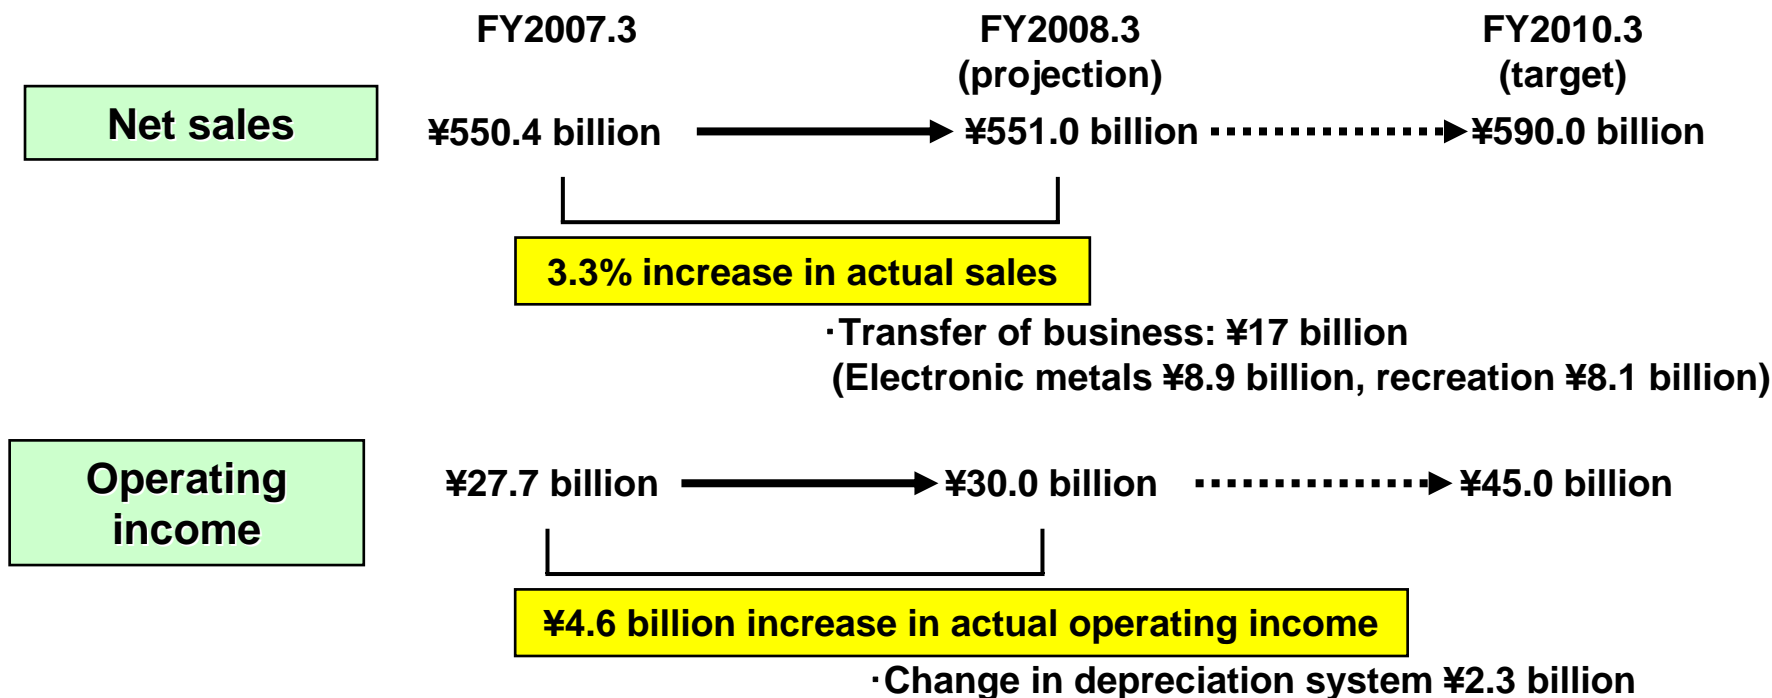 FY2007.3 FY2008.3 FY2010.3
(projection) (target)
Net sales ¥550.4 billion ¥551.0 billion ¥590.0 billion
3.3% increase in actual sales
·Transfer of business: ¥17 billion
(Electronic metals ¥8.9 billion, recreation ¥8.1 billion)
Operating
income
¥27.7 billion ¥30.0 billion ¥45.0 billion
¥4.6 billion increase in actual operating income
·Change in depreciation system ¥2.3 billion